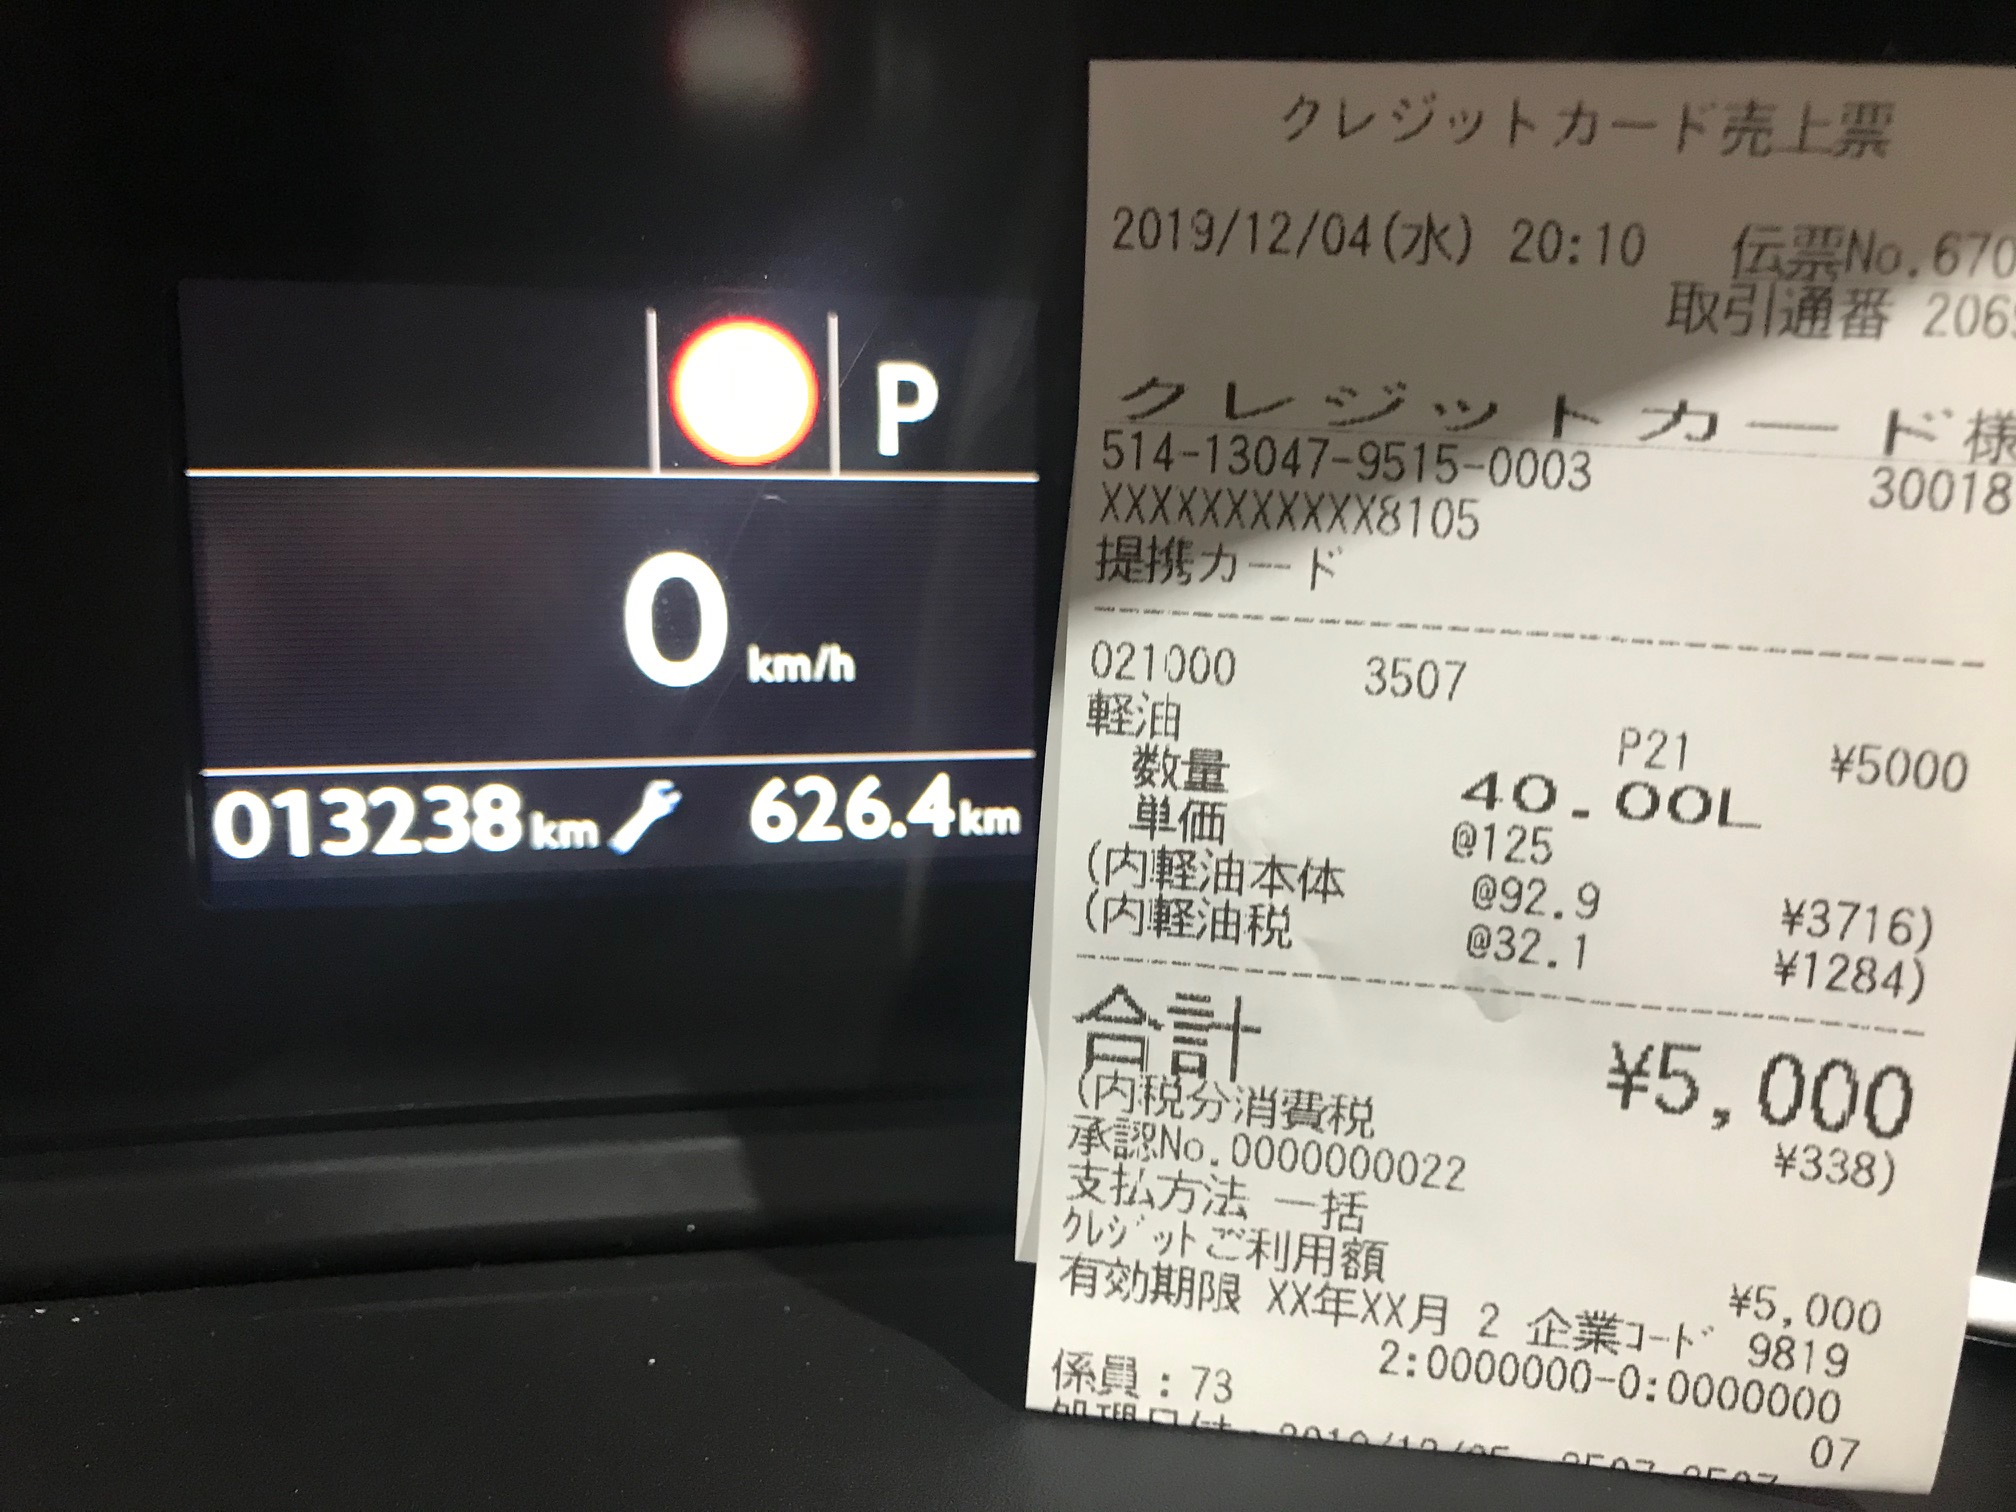 P
0 km/h
013238 km 626.4 km
クレジットカード売上票
2019/12/04(水) 20:10 伝票No.670
取引通番 206
クレジットカード様
514-13047-9515-0003 30018
XXXXXXXXXXXX8105
提携カード
021000 3507
軽油 P21 ¥5000
数量 40.00L
単価 @125
(内軽油本体 @92.9 ¥3716)
(内軽油税 @32.1 ¥1284)
合計 ¥5,000
(内税分消費税 ¥338)
承認No.0000000022
支払方法 一括
クレジットご利用額 ¥5,000
有効期限 XX年XX月 2 企業コード 9819
2:0000000-0:0000000
係員:73 07